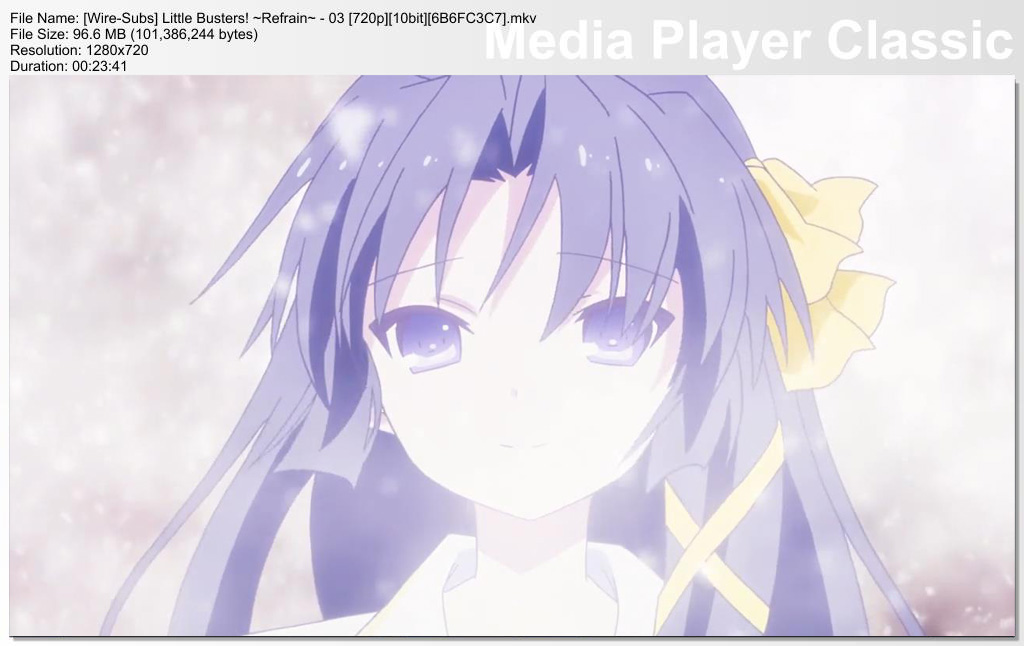 File Name: [Wire-Subs] Little Busters! ~Refrain~ - 03 [720p][10bit][6B6FC3C7].mkv
File Size: 96.6 MB (101,386,244 bytes)
Resolution: 1280x720
Duration: 00:23:41
Media Player Classic